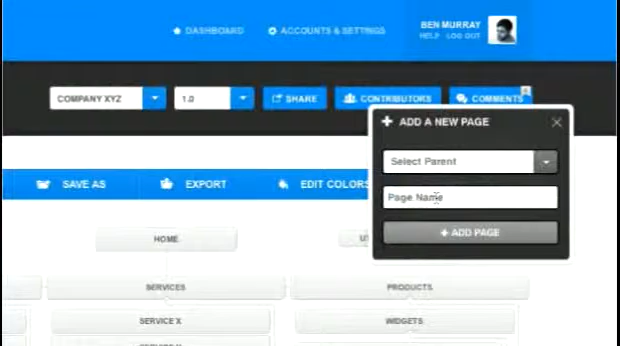 BEN MURRAY
DASHBOARD
ACCOUNTS & SETTINGS
HELP LOG OUT
COMPANY XYZ
1.0
SHARE
CONTRIBUTORS
COMMENTS
ADD A NEW PAGE
Select Parent
Page Name
ADD PAGE
SAVE AS
EXPORT
EDIT COLORS
HOME
SERVICES
PRODUCTS
SERVICE X
WIDGETS